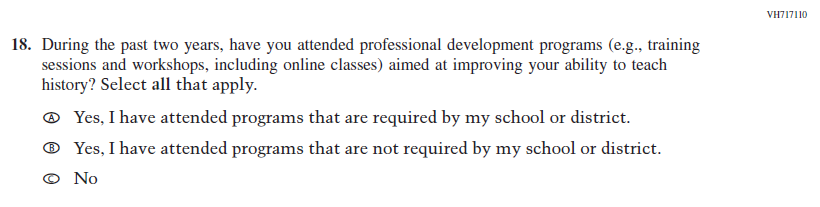 VH717110
18. During the past two years, have you attended professional development programs (e.g., training
sessions and workshops, including online classes) aimed at improving your ability to teach
history? Select all that apply.
A Yes, I have attended programs that are required by my school or district.
B Yes, I have attended programs that are not required by my school or district.
C No